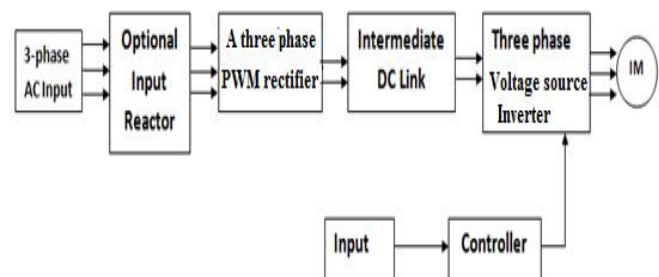 3-phase
AC Input
Optional
Input
Reactor
A three phase
PWM rectifier
Intermediate
DC Link
Three phase
Voltage source
Inverter
IM
Input
Controller